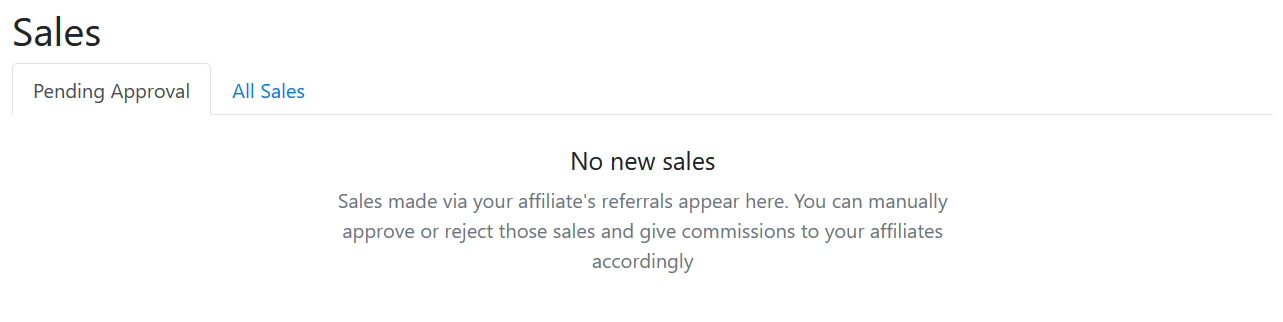 Sales
Pending Approval
All Sales
No new sales
Sales made via your affiliate's referrals appear here. You can manually
approve or reject those sales and give commissions to your affiliates
accordingly